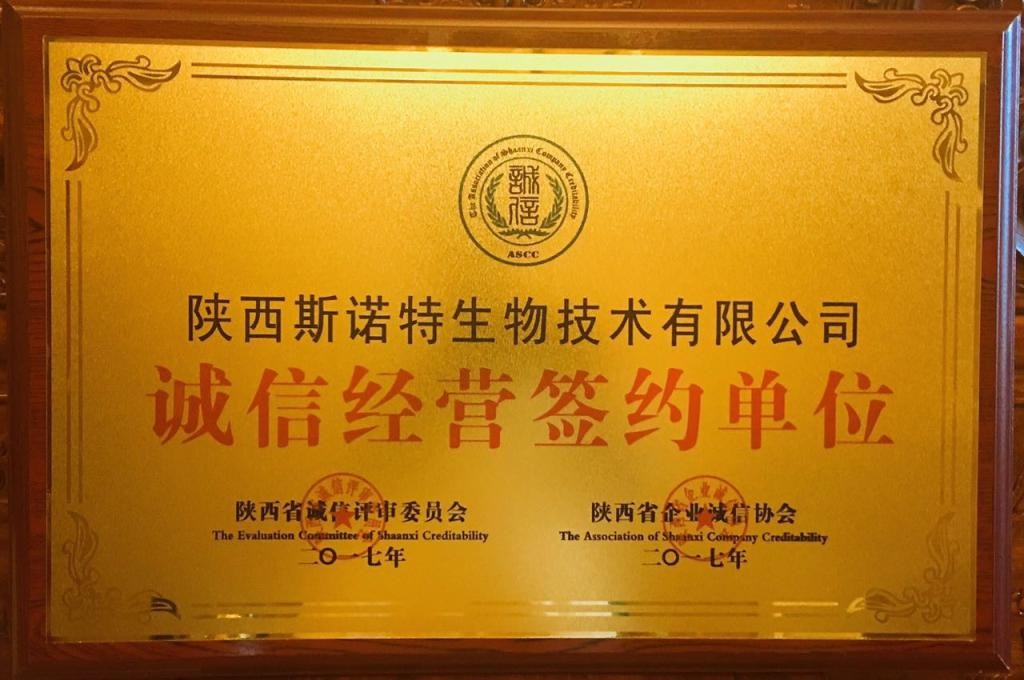 The Association of Shaanxi Company Creditability
誠信
ASCC
陕西斯诺特生物技术有限公司
诚信经营签约单位
陕西省诚信评审委员会
The Evaluation Committee of Shaanxi Creditability
二〇一七年
陕西省企业诚信协会
The Association of Shaanxi Company Creditability
二〇一七年